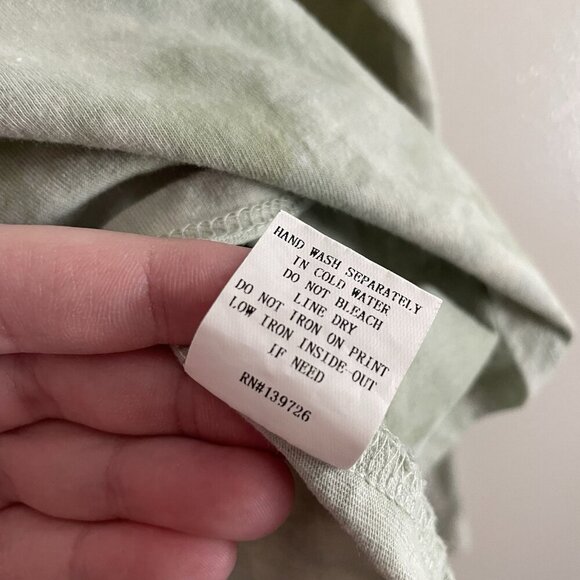 HAND WASH SEPARATELY
IN COLD WATER
DO NOT BLEACH
LINE DRY
DO NOT IRON ON PRINT
LOW IRON INSIDE-OUT
IF NEED
RN#139726